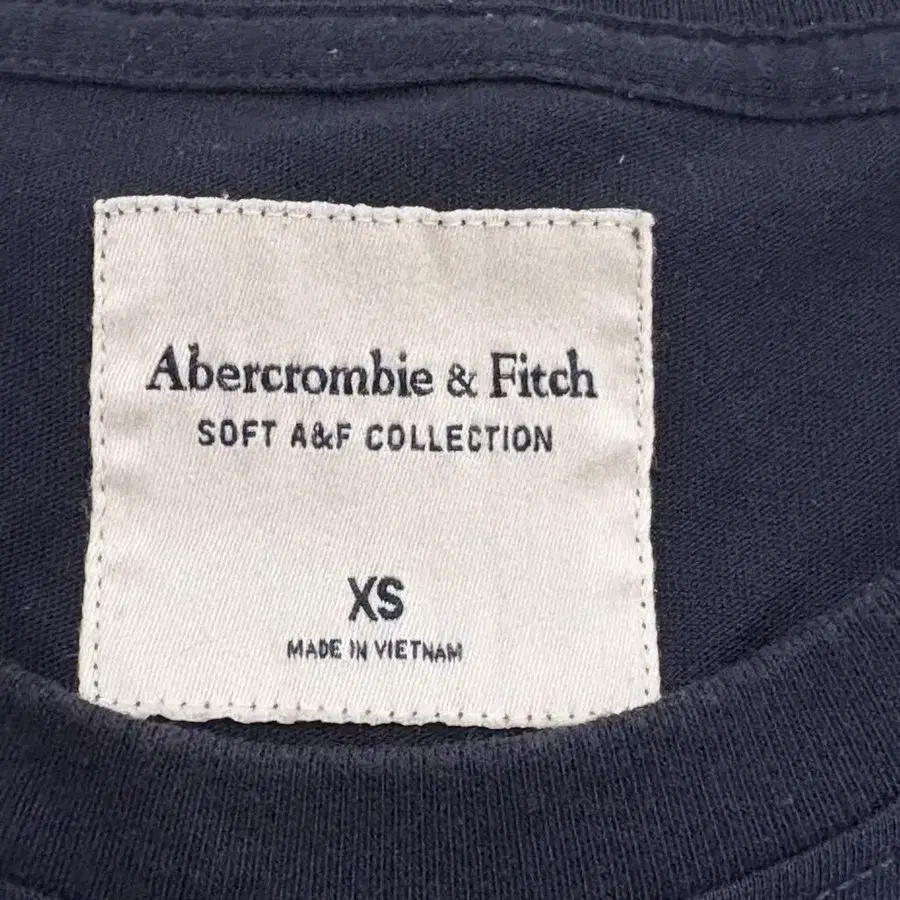 Abercrombie & Fitch
SOFT A&F COLLECTION
XS
MADE IN VIETNAM